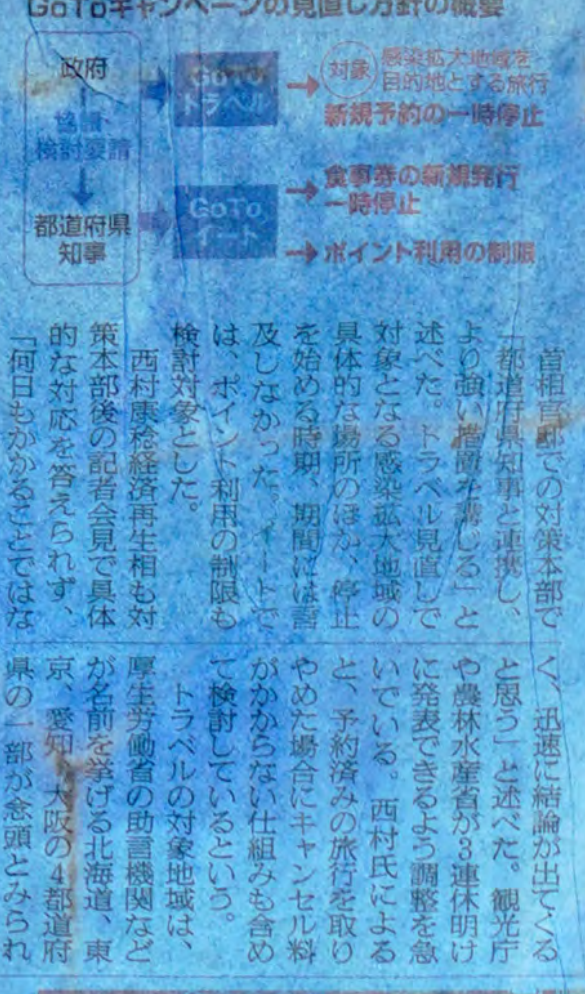 GoToキャンペーンの見直し方針の概要
政府
協議・
検討要請
都道府県
知事
GoTo
トラベル
対象
感染拡大地域を
目的地とする旅行
新規予約の一時停止
GoTo
イート
食事券の新規発行
一時停止
ポイント利用の制限
首相官邸での対策本部で
「都道府県知事と連携し、
より強い措置を講じる」と
述べた。トラベル見直しで
対象となる感染拡大地域の
具体的な場所のほか、停止
を始める時期、期間には言
及しなかった。イートで
は、ポイント利用の制限も
検討対象とした。
西村康稔経済再生相も対
策本部後の記者会見で具体
的な対応を答えられず、
「何日もかかることではな
く、迅速に結論が出てくる
と思う」と述べた。観光庁
や農林水産省が3連休明け
に発表できるよう調整を急
いでいる。西村氏による
と、予約済みの旅行を取り
やめた場合にキャンセル料
がかからない仕組みも含め
て検討しているという。
トラベルの対象地域は、
厚生労働省の助言機関など
が名前を挙げる北海道、東
京、愛知、大阪の4都道府
県の一部が念頭とみられ